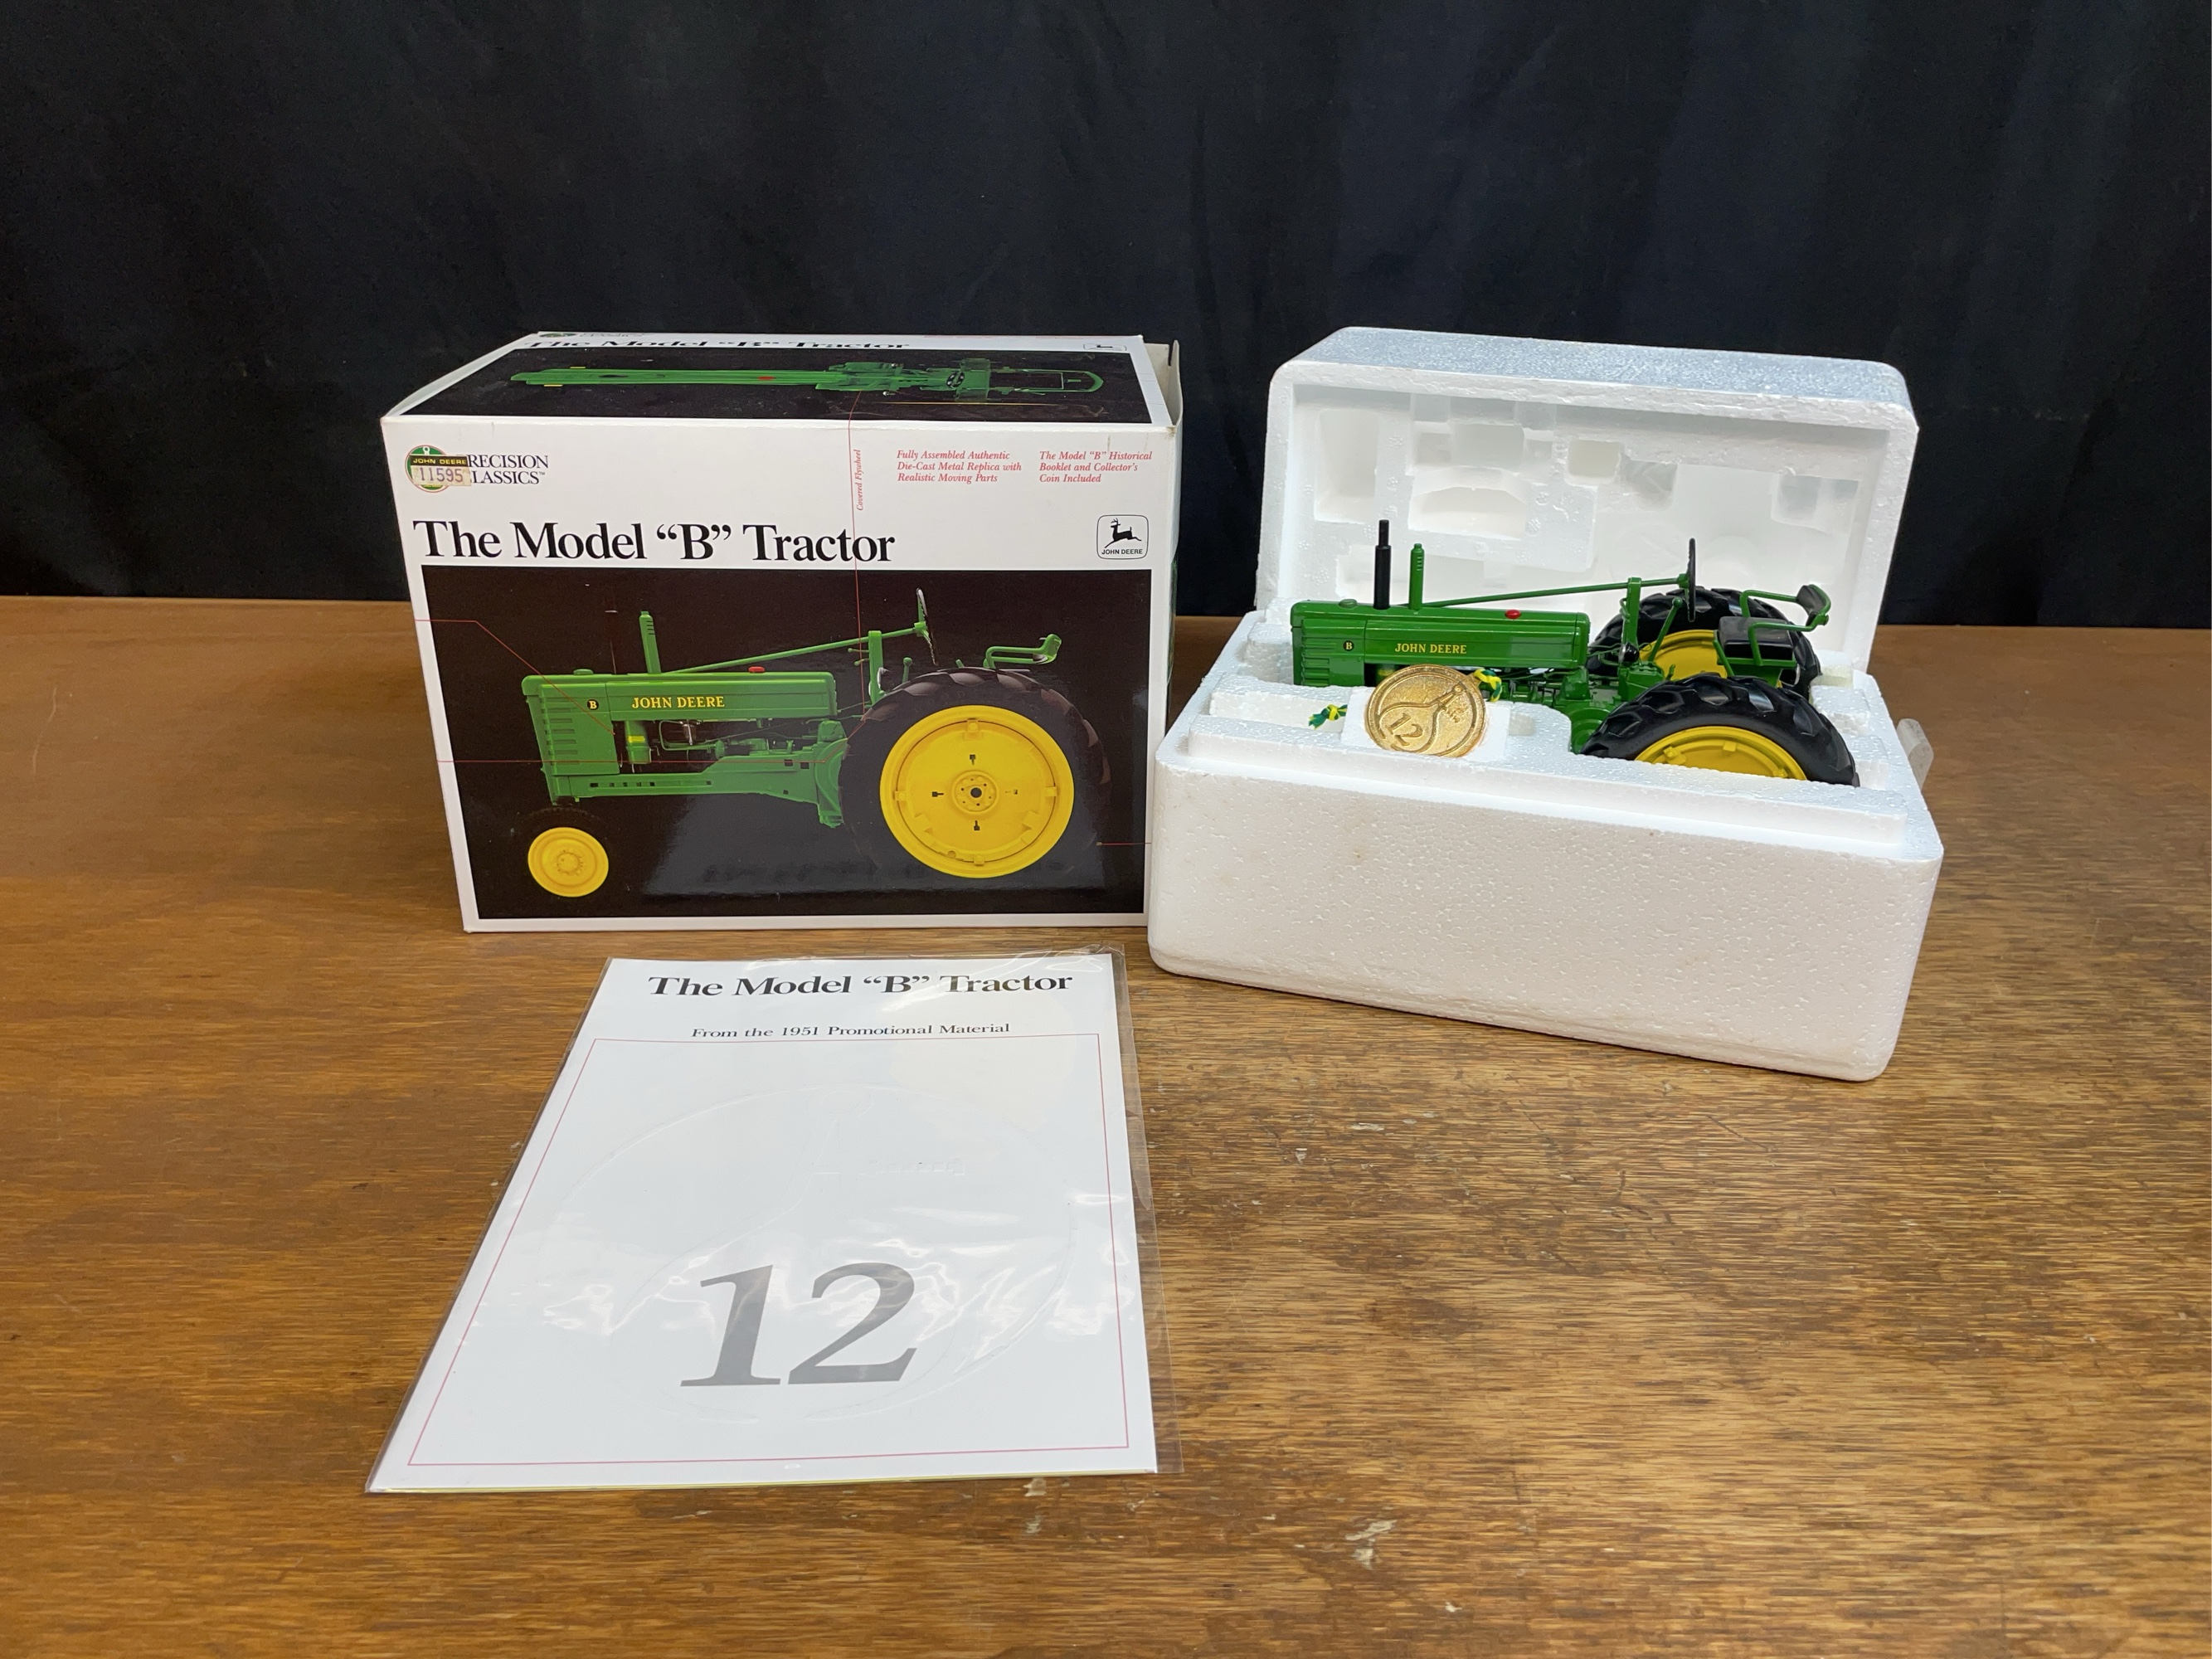 The Model "B" Tractor
JOHN DEERE
11595
RECISION
LASSICS™
Covered Flywheel
Fully Assembled Authentic
Die-Cast Metal Replica with
Realistic Moving Parts
The Model "B" Historical
Booklet and Collector's
Coin Included
The Model "B" Tractor
JOHN DEERE
B
JOHN DEERE
B
JOHN DEERE
12
The Model "B" Tractor
From the 1951 Promotional Material
12